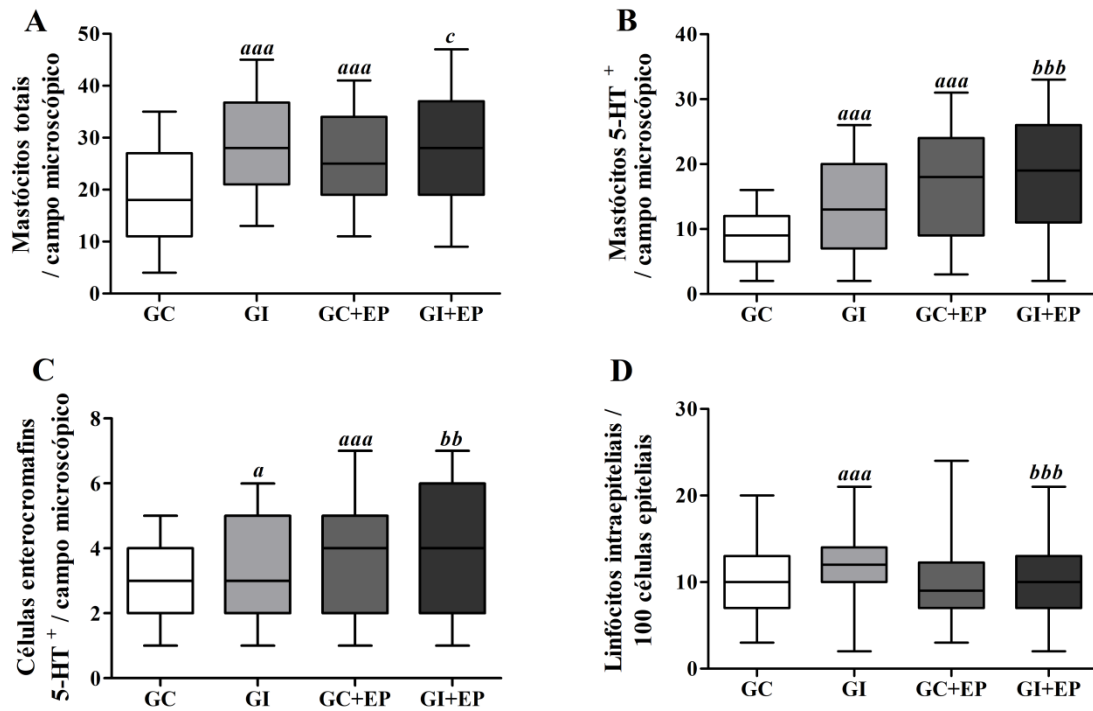 A
Mastócitos totais
/ campo microscópico
50
40
30
20
10
0
aaa
aaa
c
GC
GI
GC+EP
GI+EP
B
Mastócitos 5-HT +
/ campo microscópico
40
30
20
10
0
aaa
aaa
bbb
GC
GI
GC+EP
GI+EP
C
Células enterocromafins
5-HT + / campo microscópico
8
6
4
2
0
a
aaa
bb
GC
GI
GC+EP
GI+EP
D
Linfócitos intraepiteliais /
100 células epiteliais
30
20
10
0
aaa
bbb
GC
GI
GC+EP
GI+EP